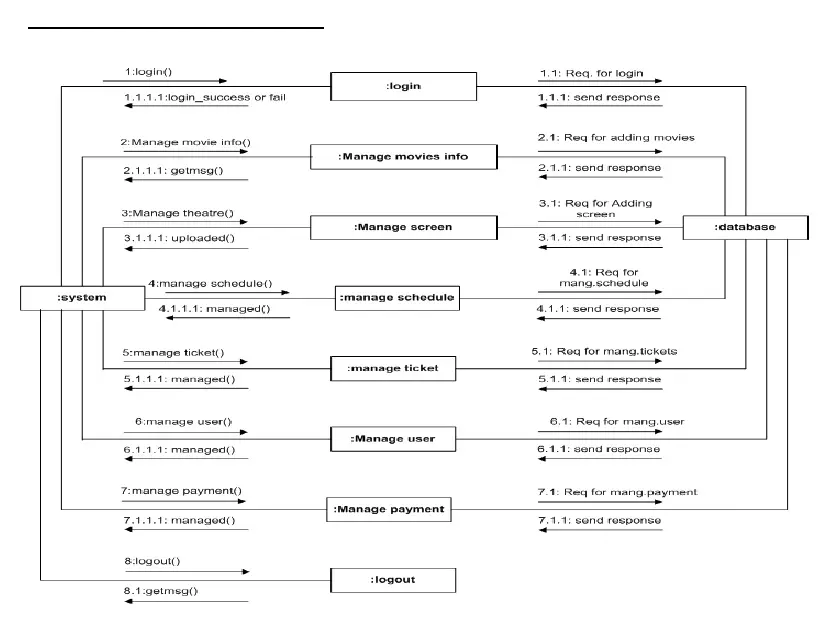 1:login()
1.1: Req. for login
:login
1.1.1.1:login_success or fail
1.1.1: send response
2:Manage movie info()
2.1: Req for adding movies
:Manage movies info
2.1.1.1: getmsg()
2.1.1: send response
3:Manage theatre()
3.1: Req for Adding
screen
:Manage screen
:database
3.1.1.1: uploaded()
3.1.1: send response
4:manage schedule()
4.1: Req for
mang.schedule
:system
:manage schedule
4.1.1.1: managed()
4.1.1: send response
5:manage ticket()
5.1: Req for mang.tickets
:manage ticket
5.1.1.1: managed()
5.1.1: send response
6:manage user()
6.1: Req for mang.user
:Manage user
6.1.1.1: managed()
6.1.1: send response
7:manage payment()
7.1: Req for mang.payment
:Manage payment
7.1.1.1: managed()
7.1.1: send response
8:logout()
:logout
8.1:getmsg()